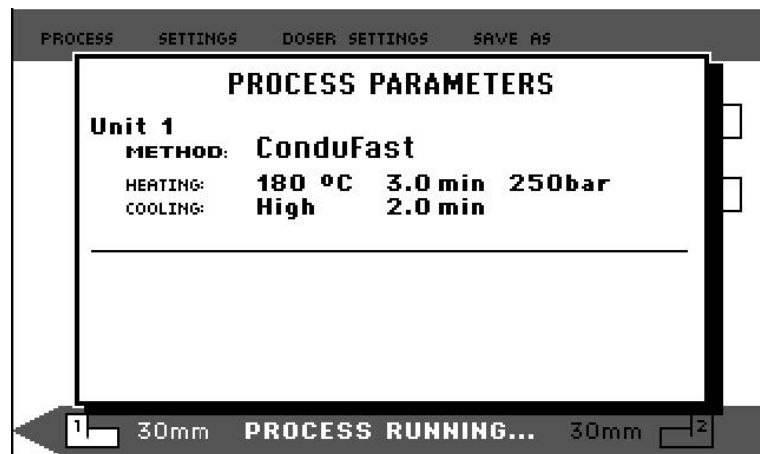 PROCESS SETTINGS DOSER SETTINGS SAVE AS
PROCESS PARAMETERS
Unit 1
METHOD: ConduFast
HEATING: 180 ºC 3.0 min 250bar
COOLING: High 2.0 min
1 30mm PROCESS RUNNING... 30mm 2